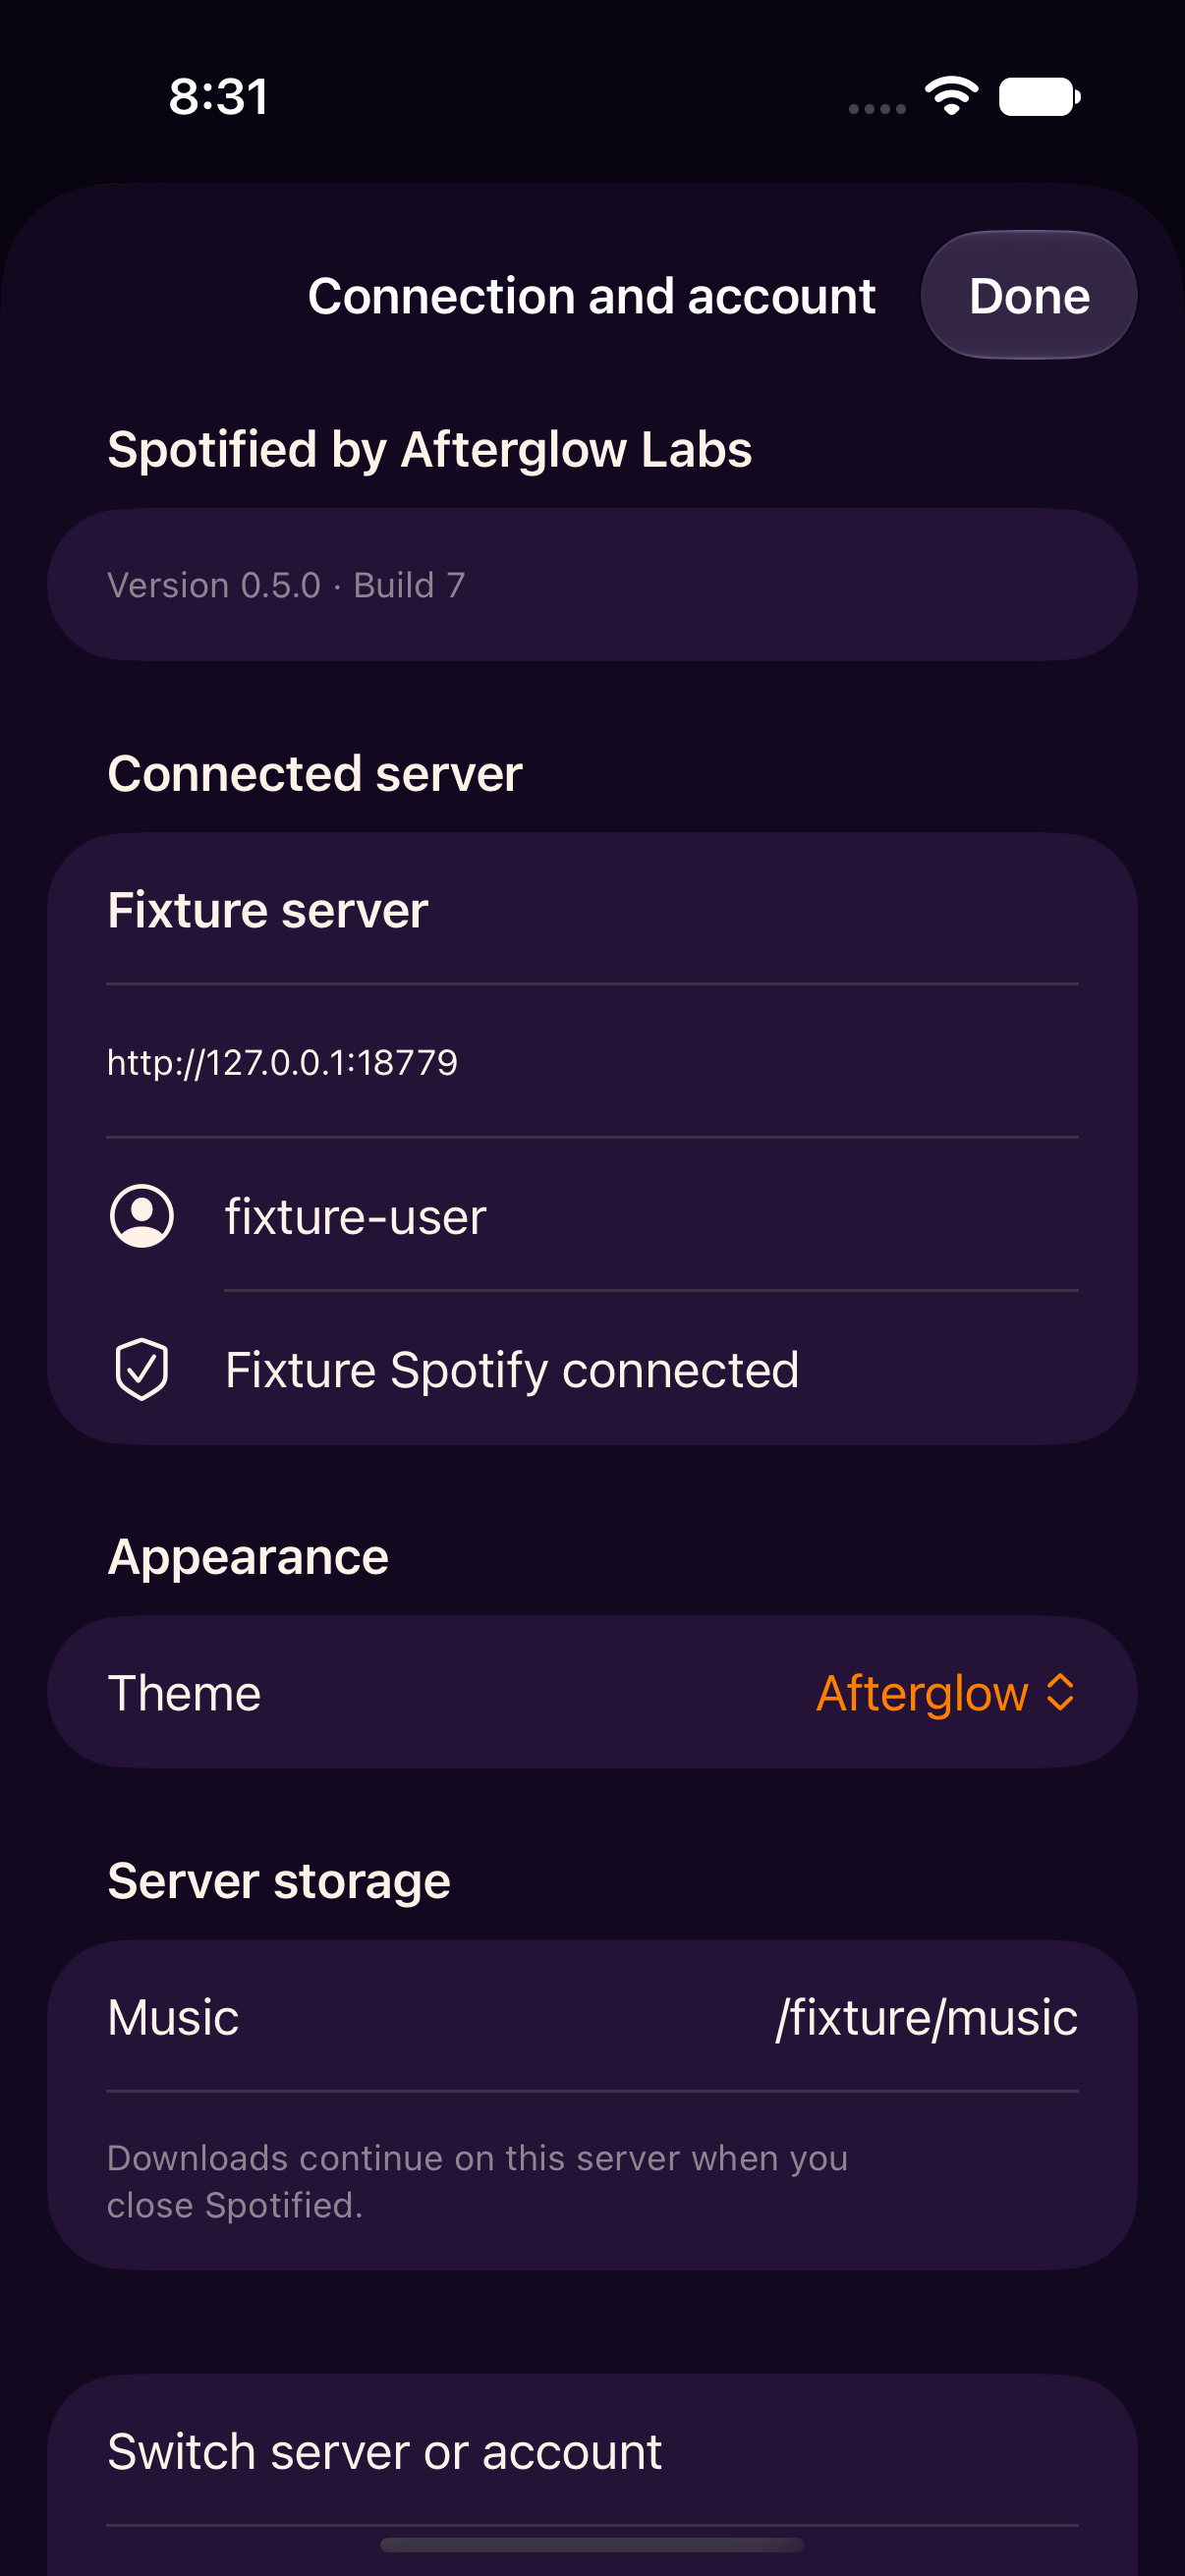 8:31
Connection and account
Done
Spotified by Afterglow Labs
Version 0.5.0 · Build 7
Connected server
Fixture server
http://127.0.0.1:18779
fixture-user
Fixture Spotify connected
Appearance
Theme
Afterglow
Server storage
Music
/fixture/music
Downloads continue on this server when you
close Spotified.
Switch server or account